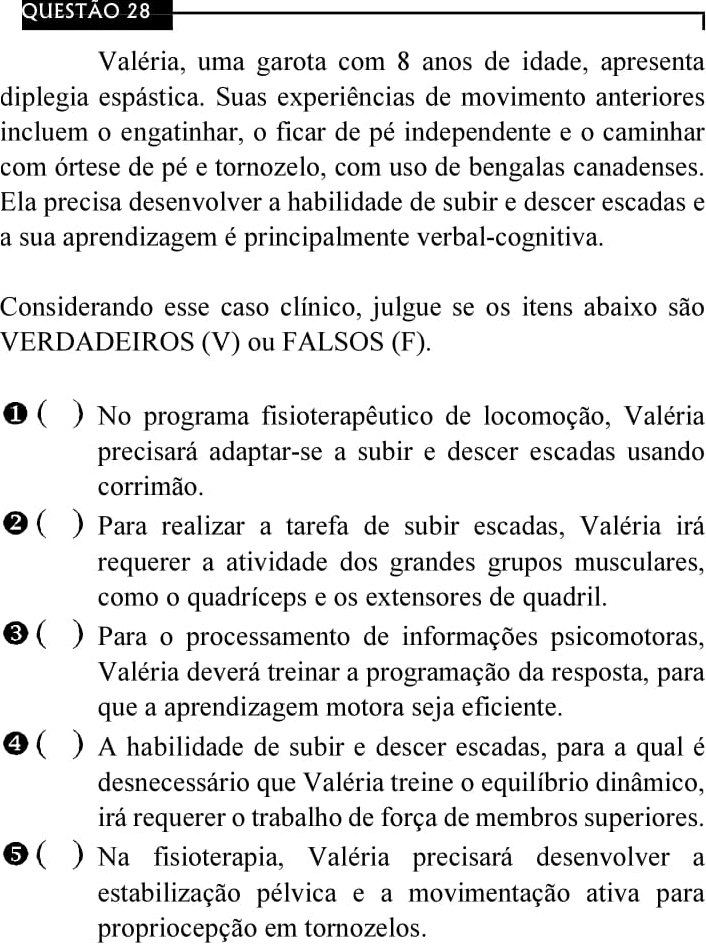 QUESTÃO 28
Valéria, uma garota com 8 anos de idade, apresenta
diplegia espástica. Suas experiências de movimento anteriores
incluem o engatinhar, o ficar de pé independente e o caminhar
com órtese de pé e tornozelo, com uso de bengalas canadenses.
Ela precisa desenvolver a habilidade de subir e descer escadas e
a sua aprendizagem é principalmente verbal-cognitiva.
Considerando esse caso clínico, julgue se os itens abaixo são
VERDADEIROS (V) ou FALSOS (F).
❶ ( ) No programa fisioterapêutico de locomoção, Valéria
precisará adaptar-se a subir e descer escadas usando
corrimão.
❷ ( ) Para realizar a tarefa de subir escadas, Valéria irá
requerer a atividade dos grandes grupos musculares,
como o quadríceps e os extensores de quadril.
❸ ( ) Para o processamento de informações psicomotoras,
Valéria deverá treinar a programação da resposta, para
que a aprendizagem motora seja eficiente.
❹ ( ) A habilidade de subir e descer escadas, para a qual é
desnecessário que Valéria treine o equilíbrio dinâmico,
irá requerer o trabalho de força de membros superiores.
❺ ( ) Na fisioterapia, Valéria precisará desenvolver a
estabilização pélvica e a movimentação ativa para
propriocepção em tornozelos.